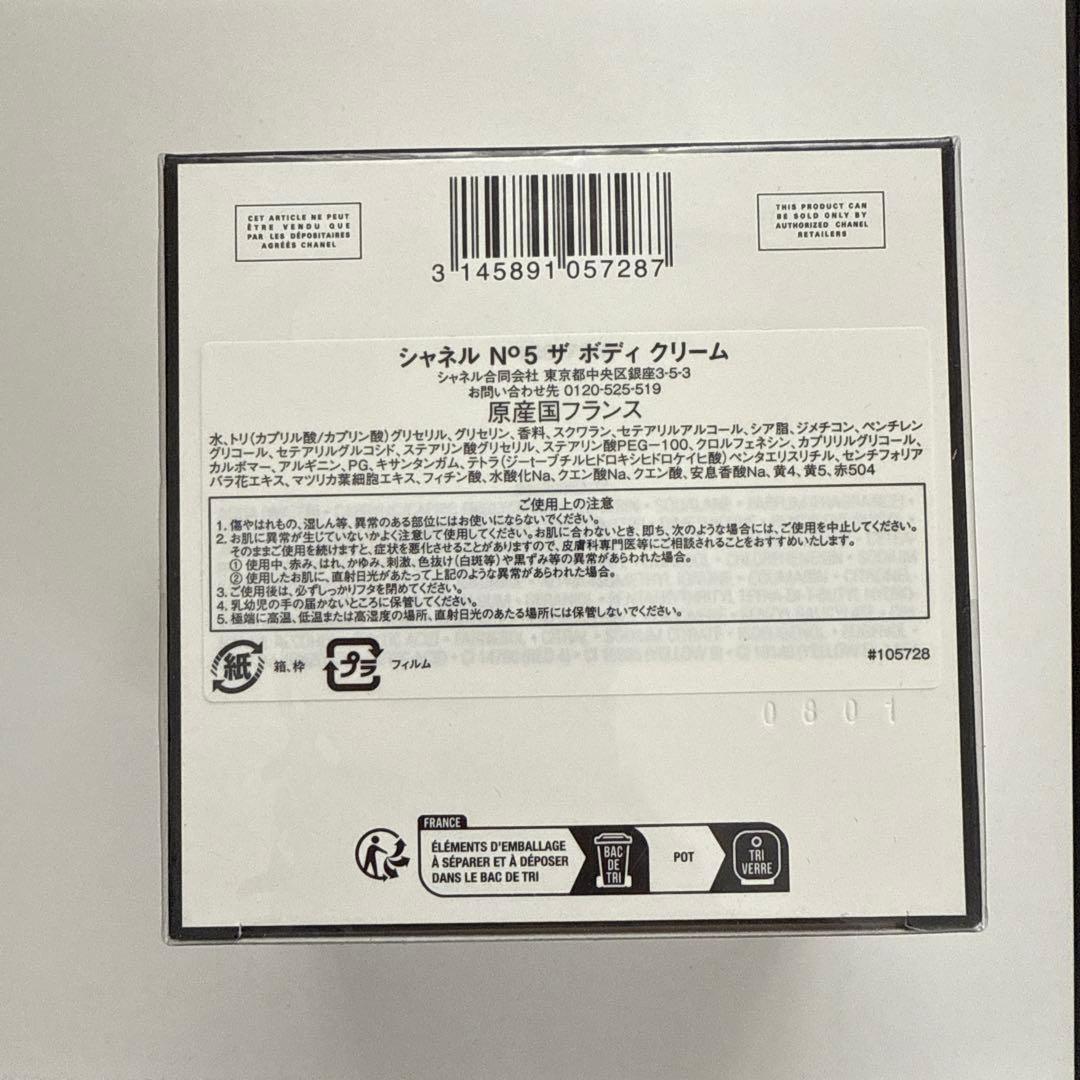 CET ARTICLE NE PEUT
ÊTRE VENDU QUE
PAR LES DÉPOSITAIRES
AGRÉÉS CHANEL
3 145891 057287
THIS PRODUCT CAN
BE SOLD ONLY BY
AUTHORIZED CHANEL
RETAILERS
シャネル Nº5 ザ ボディ クリーム
シャネル合同会社 東京都中央区銀座3-5-3
お問い合わせ先 0120-525-519
原産国フランス
水、トリ(カプリル酸/カプリン酸)グリセリル、グリセリン、香料、スクワラン、セテアリルアルコール、シア脂、ジメチコン、ペンチレン
グリコール、セテアリルグルコシド、ステアリン酸グリセリル、ステアリン酸PEG-100、クロルフェネシン、カプリリルグリコール、
カルボマー、アルギニン、PG、キサンタンガム、テトラ(ジ-t-ブチルヒドロキシヒドロケイヒ酸)ペンタエリスリチル、センチフォリア
バラ花エキス、マツリカ葉細胞エキス、フィチン酸、水酸化Na、クエン酸Na、クエン酸、安息香酸Na、黄4、黄5、赤504
ご使用上の注意
1. 傷やはれもの、湿しん等、異常のある部位にはお使いにならないでください。
2. お肌に異常が生じていないかよく注意して使用してください。お肌に合わないとき、即ち、次のような場合には、ご使用を中止してください。
そのままご使用を続けますと、症状を悪化させることがありますので、皮膚科専門医等にご相談されることをおすすめいたします。
① 使用中、赤み、はれ、かゆみ、刺激、色抜け(白斑等)や黒ずみ等の異常があらわれた場合。
② 使用したお肌に、直射日光があたって上記のような異常があらわれた場合。
3. ご使用後は、必ずしっかりフタを閉めてください。
4. 乳幼児の手の届かないところに保管してください。
5. 極端に高温、低温または高湿度の場所、直射日光のあたる場所には保管しないでください。
紙 箱、枠 プラ フィルム
#105728
0801
FRANCE
ÉLÉMENTS D'EMBALLAGE
À SÉPARER ET À DÉPOSER
DANS LE BAC DE TRI
BAC
DE
TRI
POT
TRI
VERRE